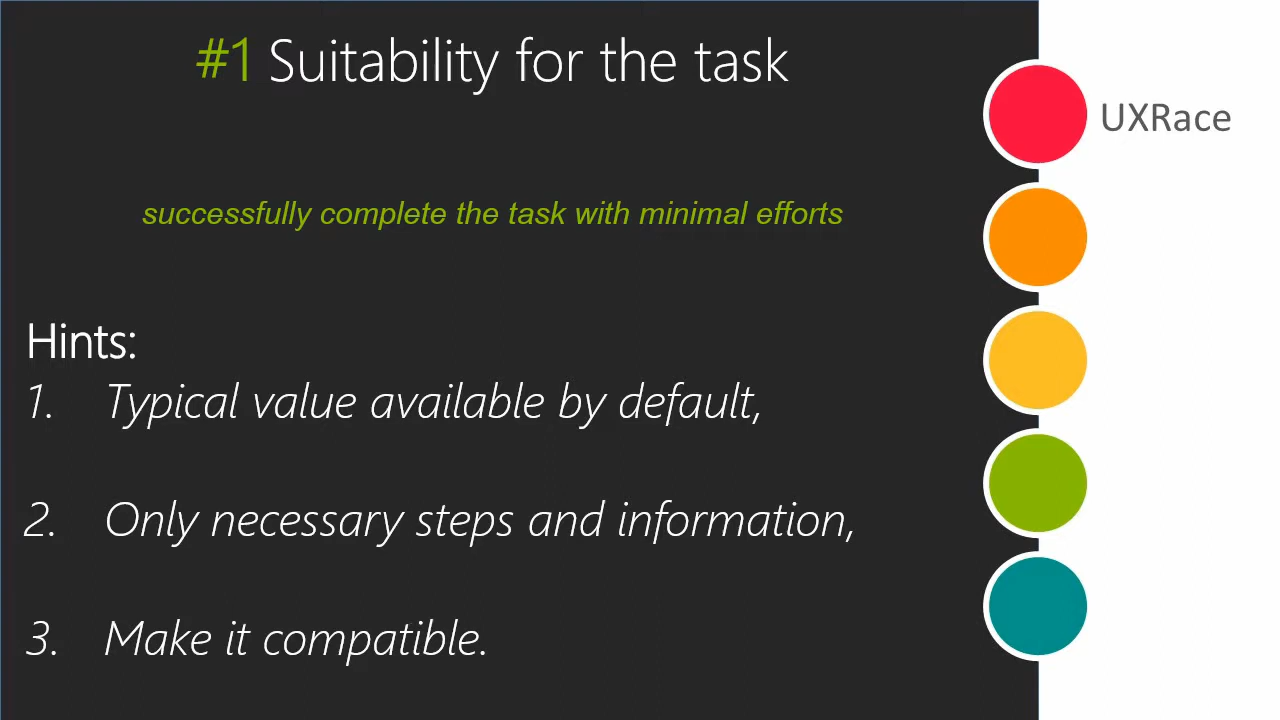 #1 Suitability for the task
UXRace
successfully complete the task with minimal efforts
Hints:
1. Typical value available by default,
2. Only necessary steps and information,
3. Make it compatible.